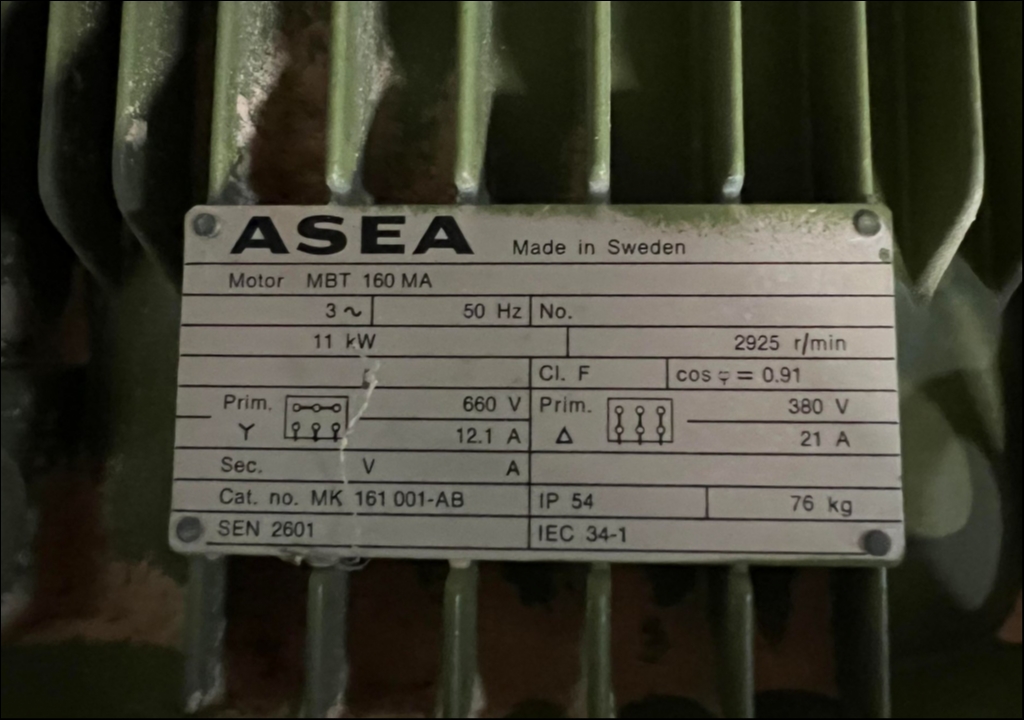 ASEA Made in Sweden
Motor MBT 160 MA
3 ~ 50 Hz No.
11 kW 2925 r/min
Cl. F cos φ = 0.91
Prim. 660 V Prim. 380 V
Y 12.1 A Δ 21 A
Sec. V A
Cat. no. MK 161 001-AB IP 54 76 kg
SEN 2601 IEC 34-1